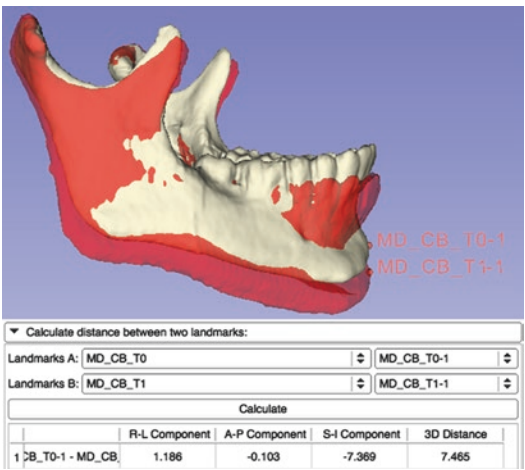 MD_CB_T0-1
MD_CB_T1-1
Calculate distance between two landmarks:
Landmarks A: MD_CB_T0 MD_CB_T0-1
Landmarks B: MD_CB_T1 MD_CB_T1-1
Calculate
R-L Component A-P Component S-I Component 3D Distance
1 CB_T0-1 - MD_CB_ 1.186 -0.103 -7.369 7.465